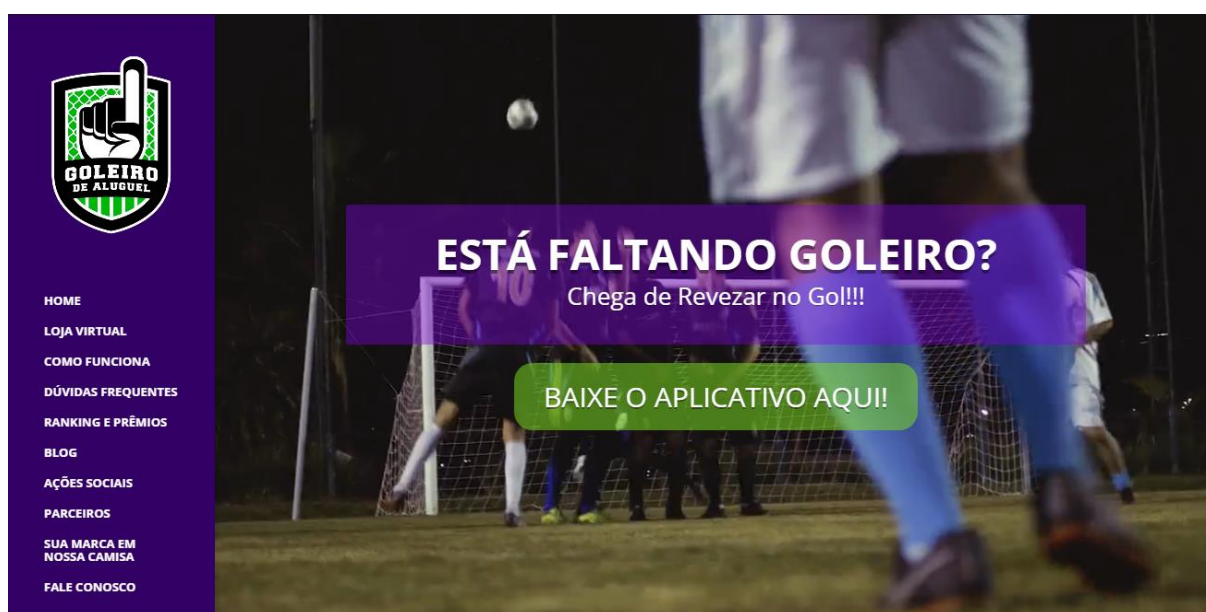 GOLEIRO
DE ALUGUEL
HOME
LOJA VIRTUAL
COMO FUNCIONA
DÚVIDAS FREQUENTES
RANKING E PRÊMIOS
BLOG
AÇÕES SOCIAIS
PARCEIROS
SUA MARCA EM
NOSSA CAMISA
FALE CONOSCO
ESTÁ FALTANDO GOLEIRO?
Chega de Revezar no Gol!!!
BAIXE O APLICATIVO AQUI!
10